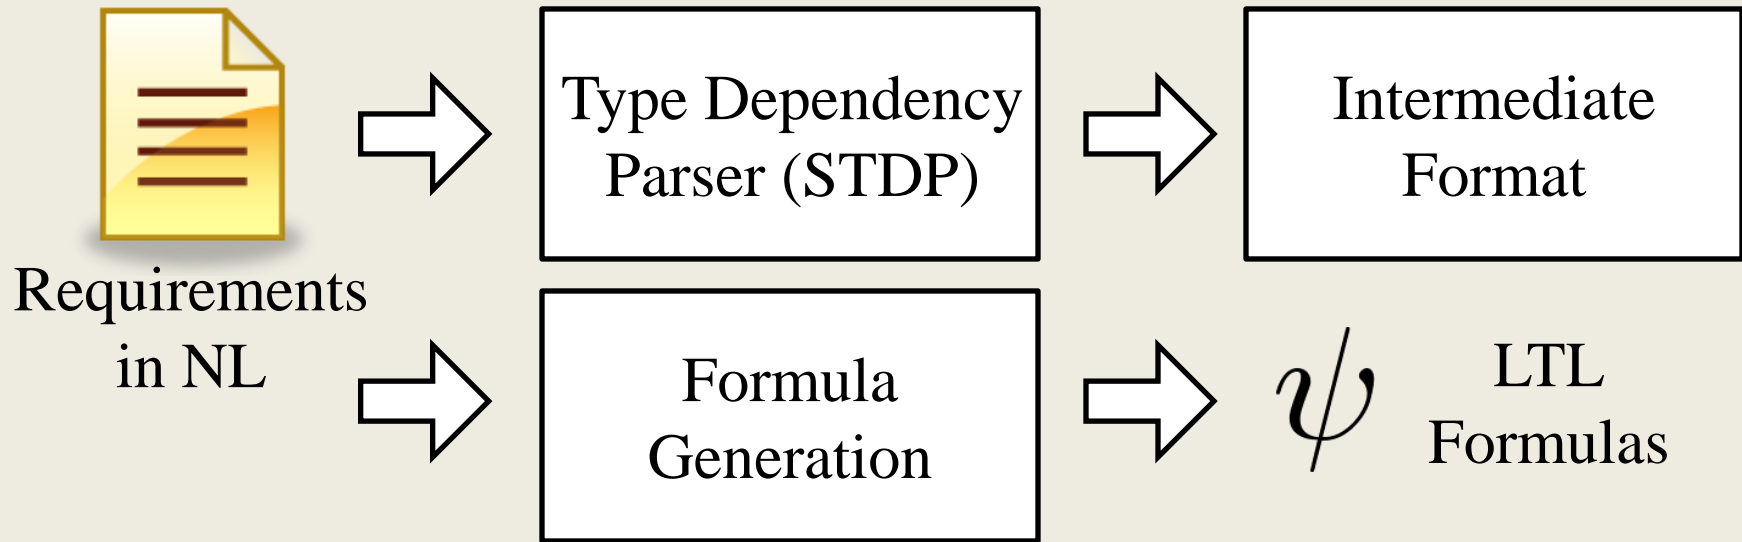 Type Dependency
Parser (STDP)
Intermediate
Format
Requirements
in NL
Formula
Generation
ψ
LTL
Formulas